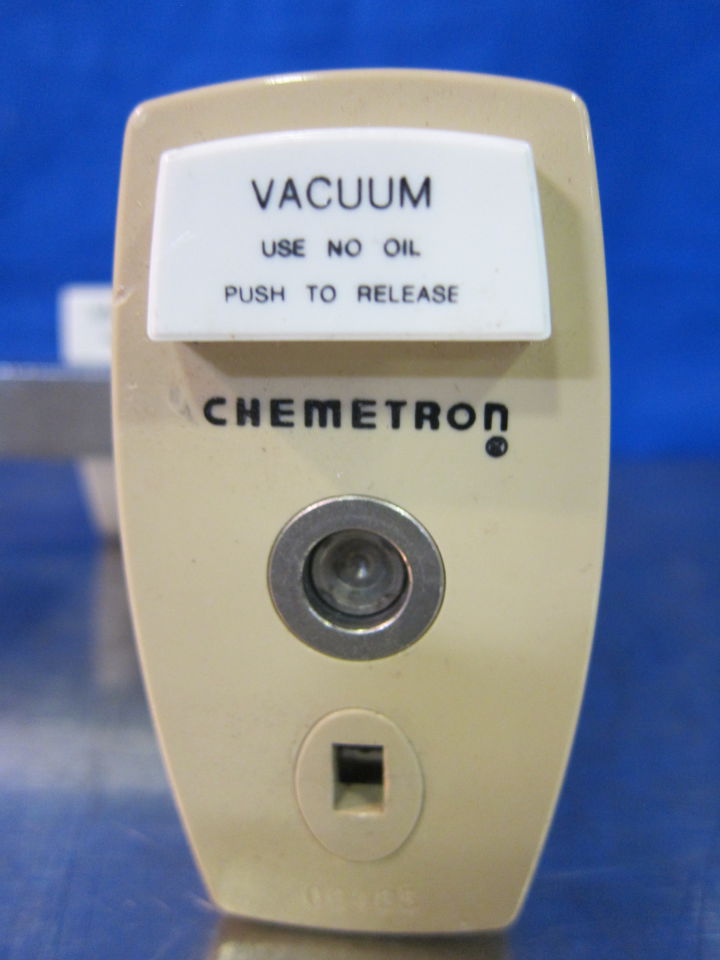 VACUUM
USE NO OIL
PUSH TO RELEASE
CHEMETRON